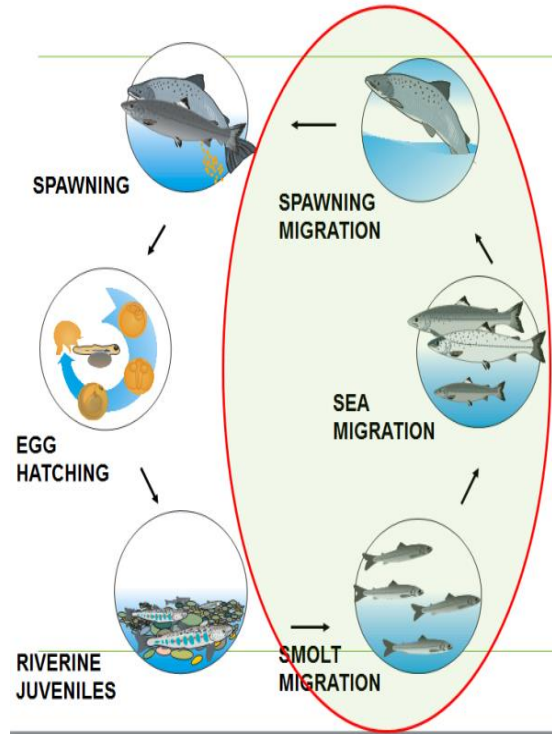 SPAWNING
SPAWNING
MIGRATION
SEA
MIGRATION
EGG
HATCHING
RIVERINE
JUVENILES
SMOLT
MIGRATION